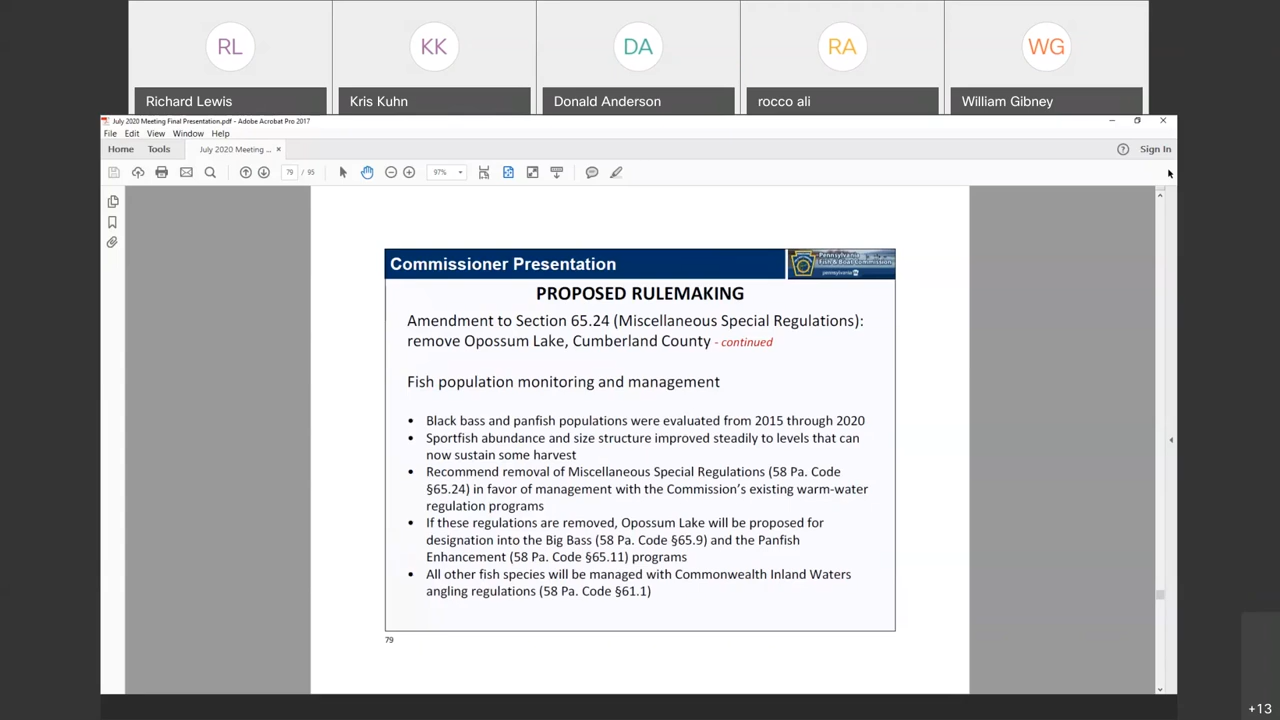 RL
KK
DA
RA
WG
Richard Lewis
Kris Kuhn
Donald Anderson
rocco ali
William Gibney
July 2020 Meeting Final Presentation.pdf - Adobe Acrobat Pro 2017
File Edit View Window Help
Home Tools July 2020 Meeting ... × Sign In
79 / 95 97%
Commissioner Presentation
Pennsylvania
Fish & Boat Commission
pennsylvania
PROPOSED RULEMAKING
Amendment to Section 65.24 (Miscellaneous Special Regulations):
remove Opossum Lake, Cumberland County - continued
Fish population monitoring and management
• Black bass and panfish populations were evaluated from 2015 through 2020
• Sportfish abundance and size structure improved steadily to levels that can
now sustain some harvest
• Recommend removal of Miscellaneous Special Regulations (58 Pa. Code
§65.24) in favor of management with the Commission's existing warm-water
regulation programs
• If these regulations are removed, Opossum Lake will be proposed for
designation into the Big Bass (58 Pa. Code §65.9) and the Panfish
Enhancement (58 Pa. Code §65.11) programs
• All other fish species will be managed with Commonwealth Inland Waters
angling regulations (58 Pa. Code §61.1)
79
+13